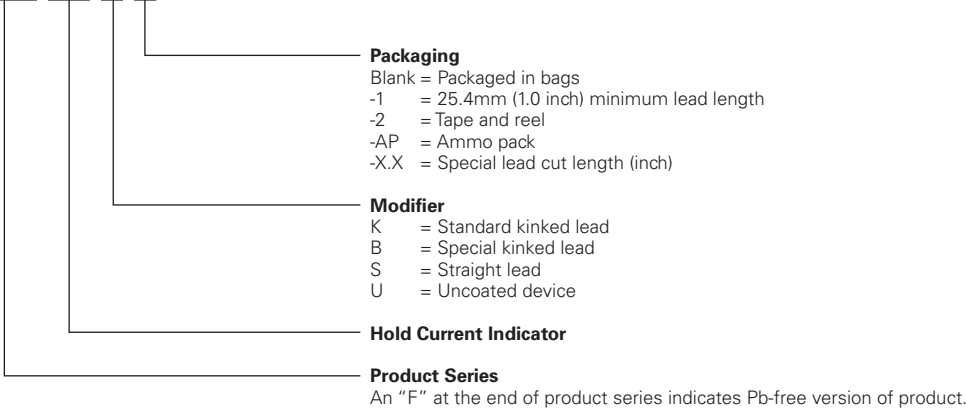 Packaging
Blank = Packaged in bags
-1 = 25.4mm (1.0 inch) minimum lead length
-2 = Tape and reel
-AP = Ammo pack
-X.X = Special lead cut length (inch)
Modifier
K = Standard kinked lead
B = Special kinked lead
S = Straight lead
U = Uncoated device
Hold Current Indicator
Product Series
An “F” at the end of product series indicates Pb-free version of product.